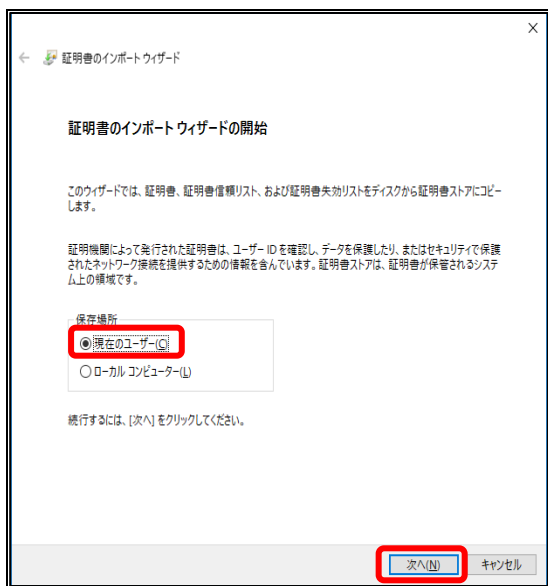 証明書のインポート ウィザード
証明書のインポート ウィザードの開始
このウィザードでは、証明書、証明書信頼リスト、および証明書失効リストをディスクから証明書ストアにコピー
します。
証明機関によって発行された証明書は、ユーザー ID を確認し、データを保護したり、またはセキュリティで保護
されたネットワーク接続を提供するための情報を含んでいます。証明書ストアは、証明書が保管されるシステ
ム上の領域です。
保存場所
現在のユーザー(C)
ローカル コンピューター(L)
続行するには、[次へ] をクリックしてください。
次へ(N) キャンセル